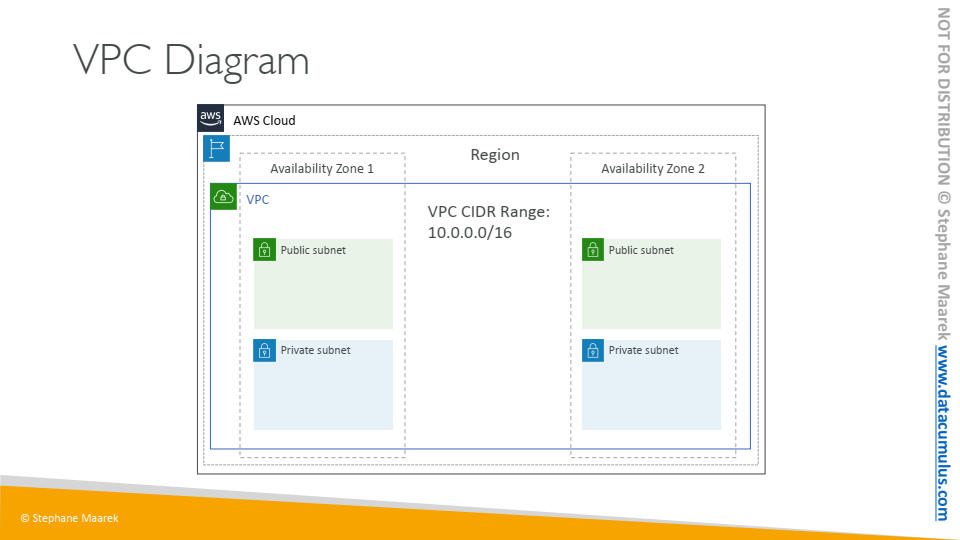 VPC Diagram
aws
AWS Cloud
Region
Availability Zone 1
Availability Zone 2
VPC
VPC CIDR Range:
10.0.0.0/16
Public subnet
Public subnet
Private subnet
Private subnet
© Stephane Maarek
NOT FOR DISTRIBUTION © Stephane Maarek www.datacumulus.com